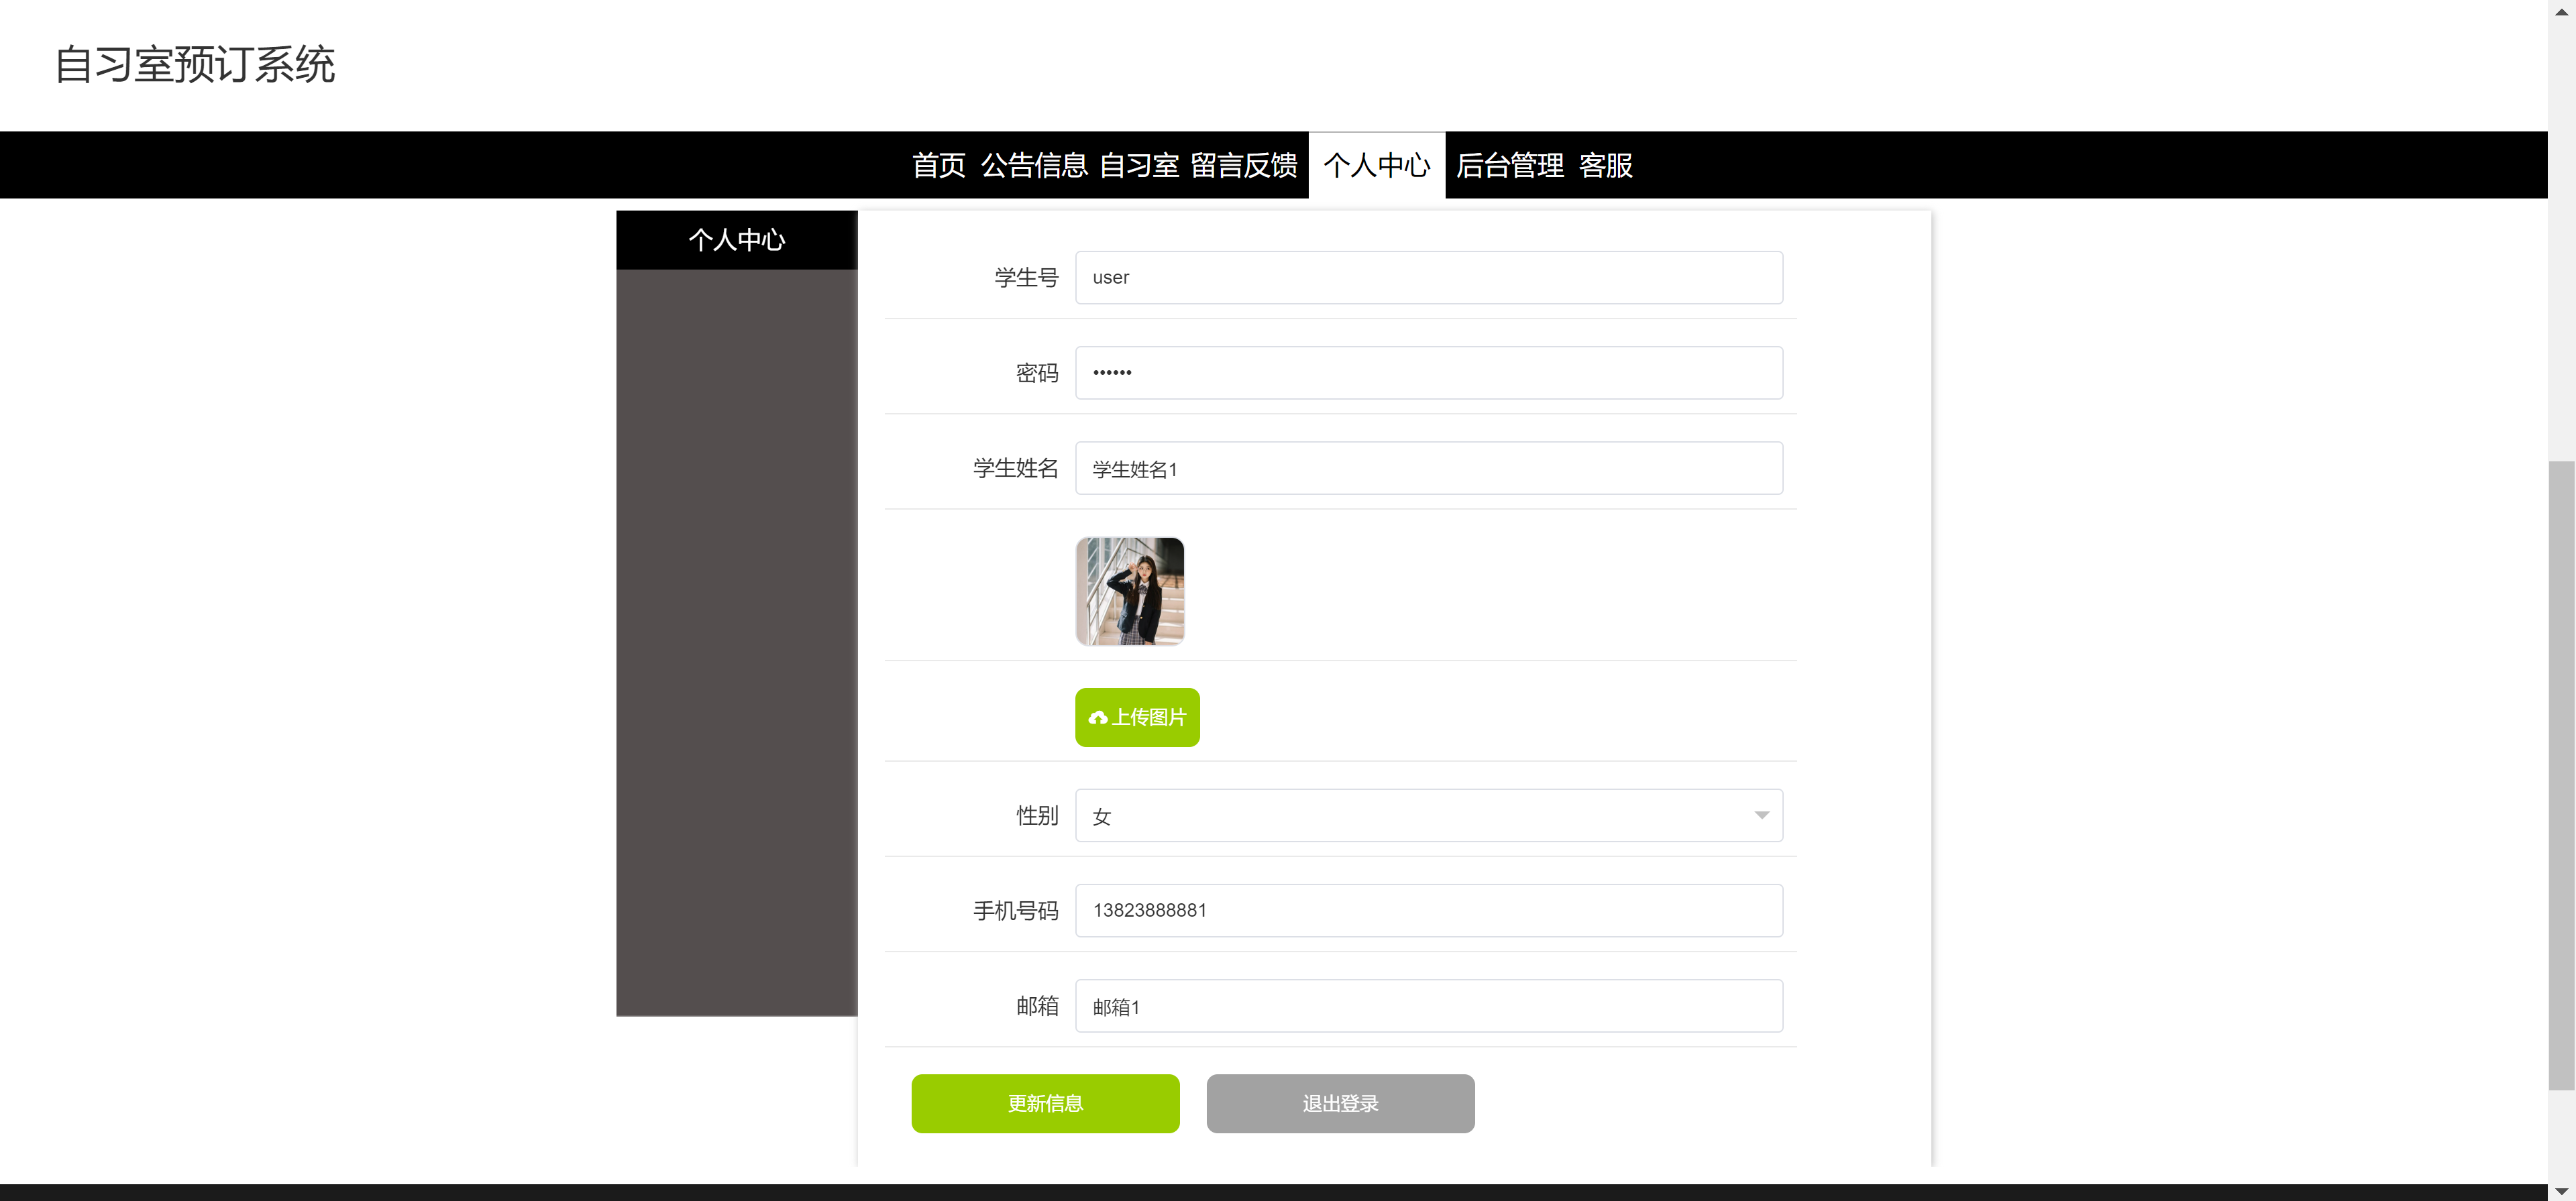 自习室预订系统
首页 公告信息 自习室 留言反馈 个人中心 后台管理 客服
个人中心
学生号 user
密码 ••••••
学生姓名 学生姓名1
上传图片
性别 女
手机号码 13823888881
邮箱 邮箱1
更新信息 退出登录